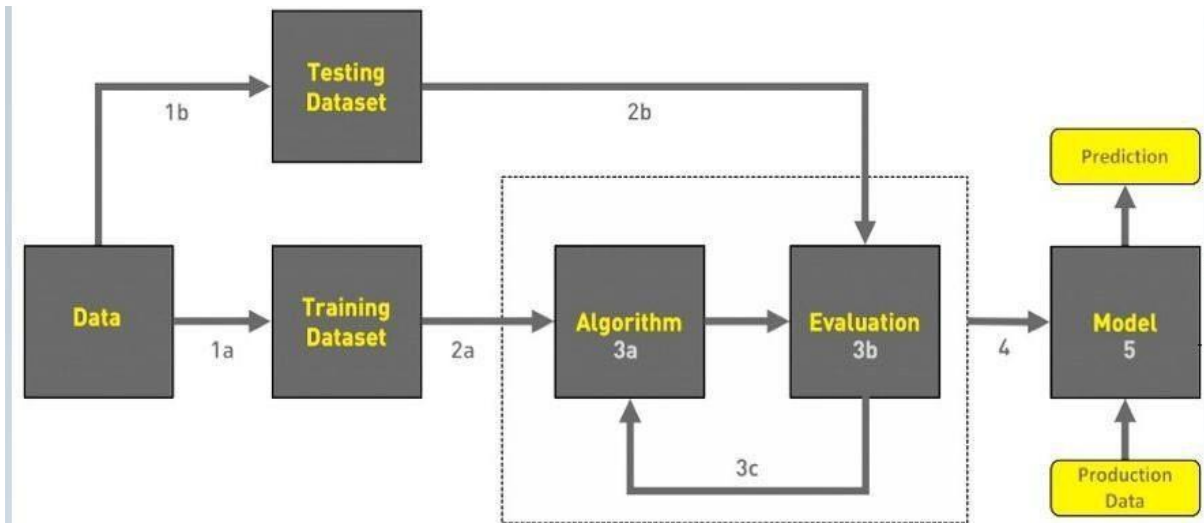 Testing
Dataset
1b
2b
Prediction
Data
Training
Dataset
Algorithm
3a
Evaluation
3b
Model
5
1a
2a
4
3c
Production
Data